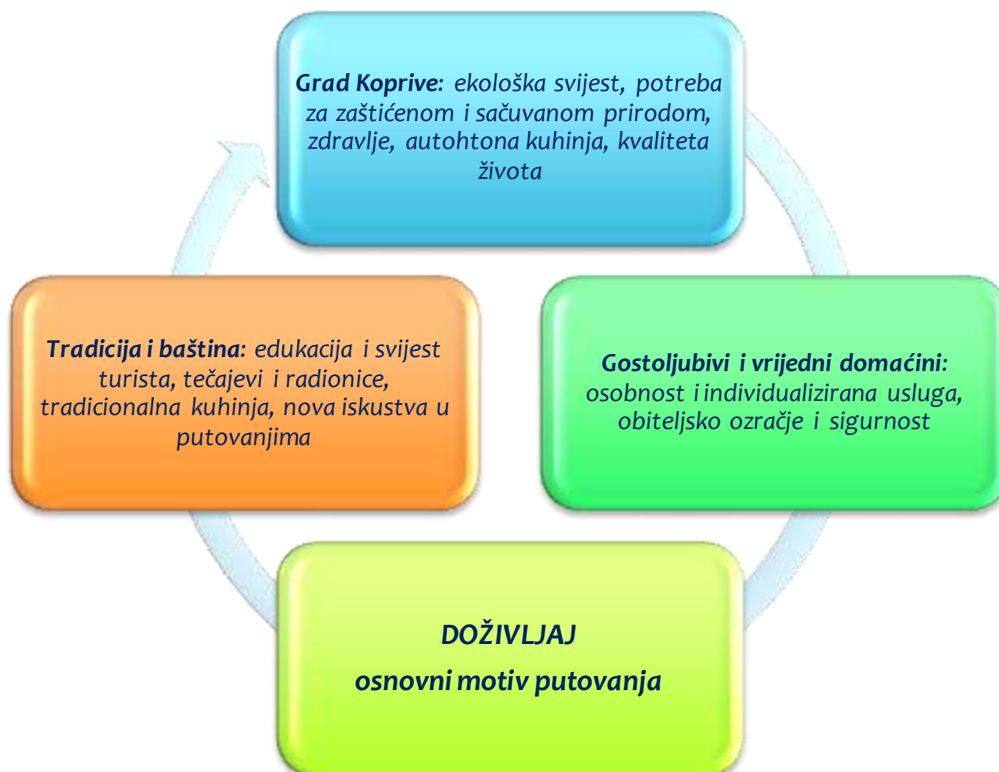 Grad Koprive: ekološka svijest, potreba
za zaštićenom i sačuvanom prirodom,
zdravlje, autohtona kuhinja, kvaliteta
života
Tradicija i baština: edukacija i svijest
turista, tečajevi i radionice,
tradicionalna kuhinja, nova iskustva u
putovanjima
Gostoljubivi i vrijedni domaćini:
osobnost i individualizirana usluga,
obiteljsko ozračje i sigurnost
DOŽIVLJAJ
osnovni motiv putovanja